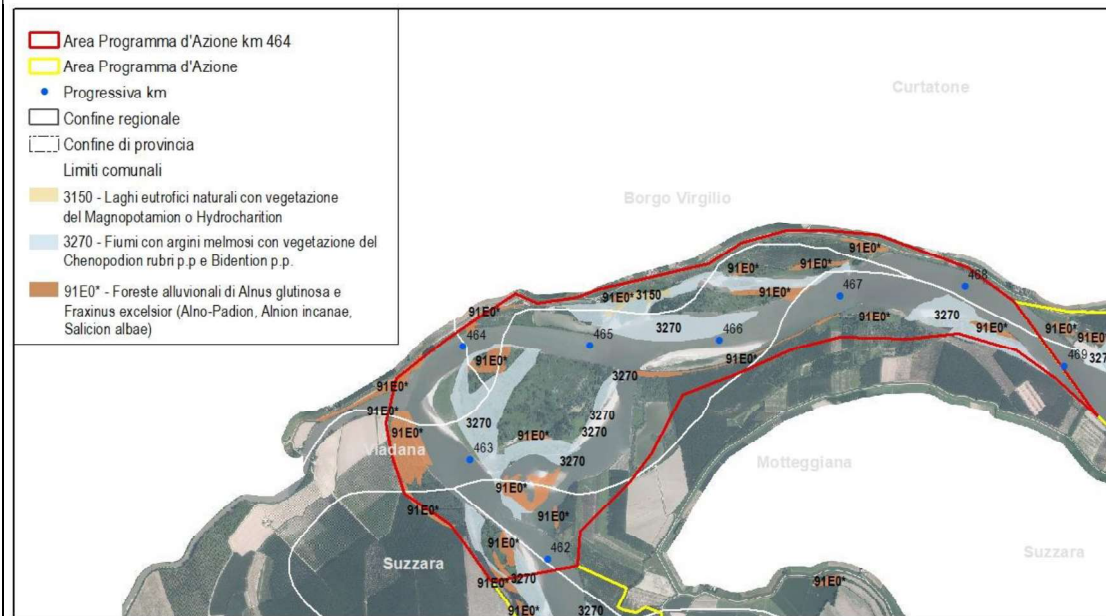 Area Programma d'Azione km 464
Area Programma d'Azione
Progressiva km
Confine regionale
Confine di provincia
Limiti comunali
3150 - Laghi eutrofici naturali con vegetazione
del Magnopotamion o Hydrocharition
3270 - Fiumi con argini melmosi con vegetazione del
Chenopodion rubri p.p e Bidention p.p.
91E0* - Foreste alluvionali di Alnus glutinosa e
Fraxinus excelsior (Alno-Padion, Alnion incanae,
Salicion albae)
Curtatone
Borgo Virgilio
91E0*
91E0* 91E0*
468
91E0* 3150
91E0*
467
91E0*
3270
91E0*
3270
91E0*
464
465
466
91E0*
91E0*
469
327
91E0*
91E0*
3270
91E0*
91E0*
3270
3270
3270
91E0*
Viadana
463
3270
Motteggiana
91E0*
91E0*
91E0*
91E0*
462
Suzzara
Suzzara
91E0*
3270
91E0*
91E0*
3270
3270